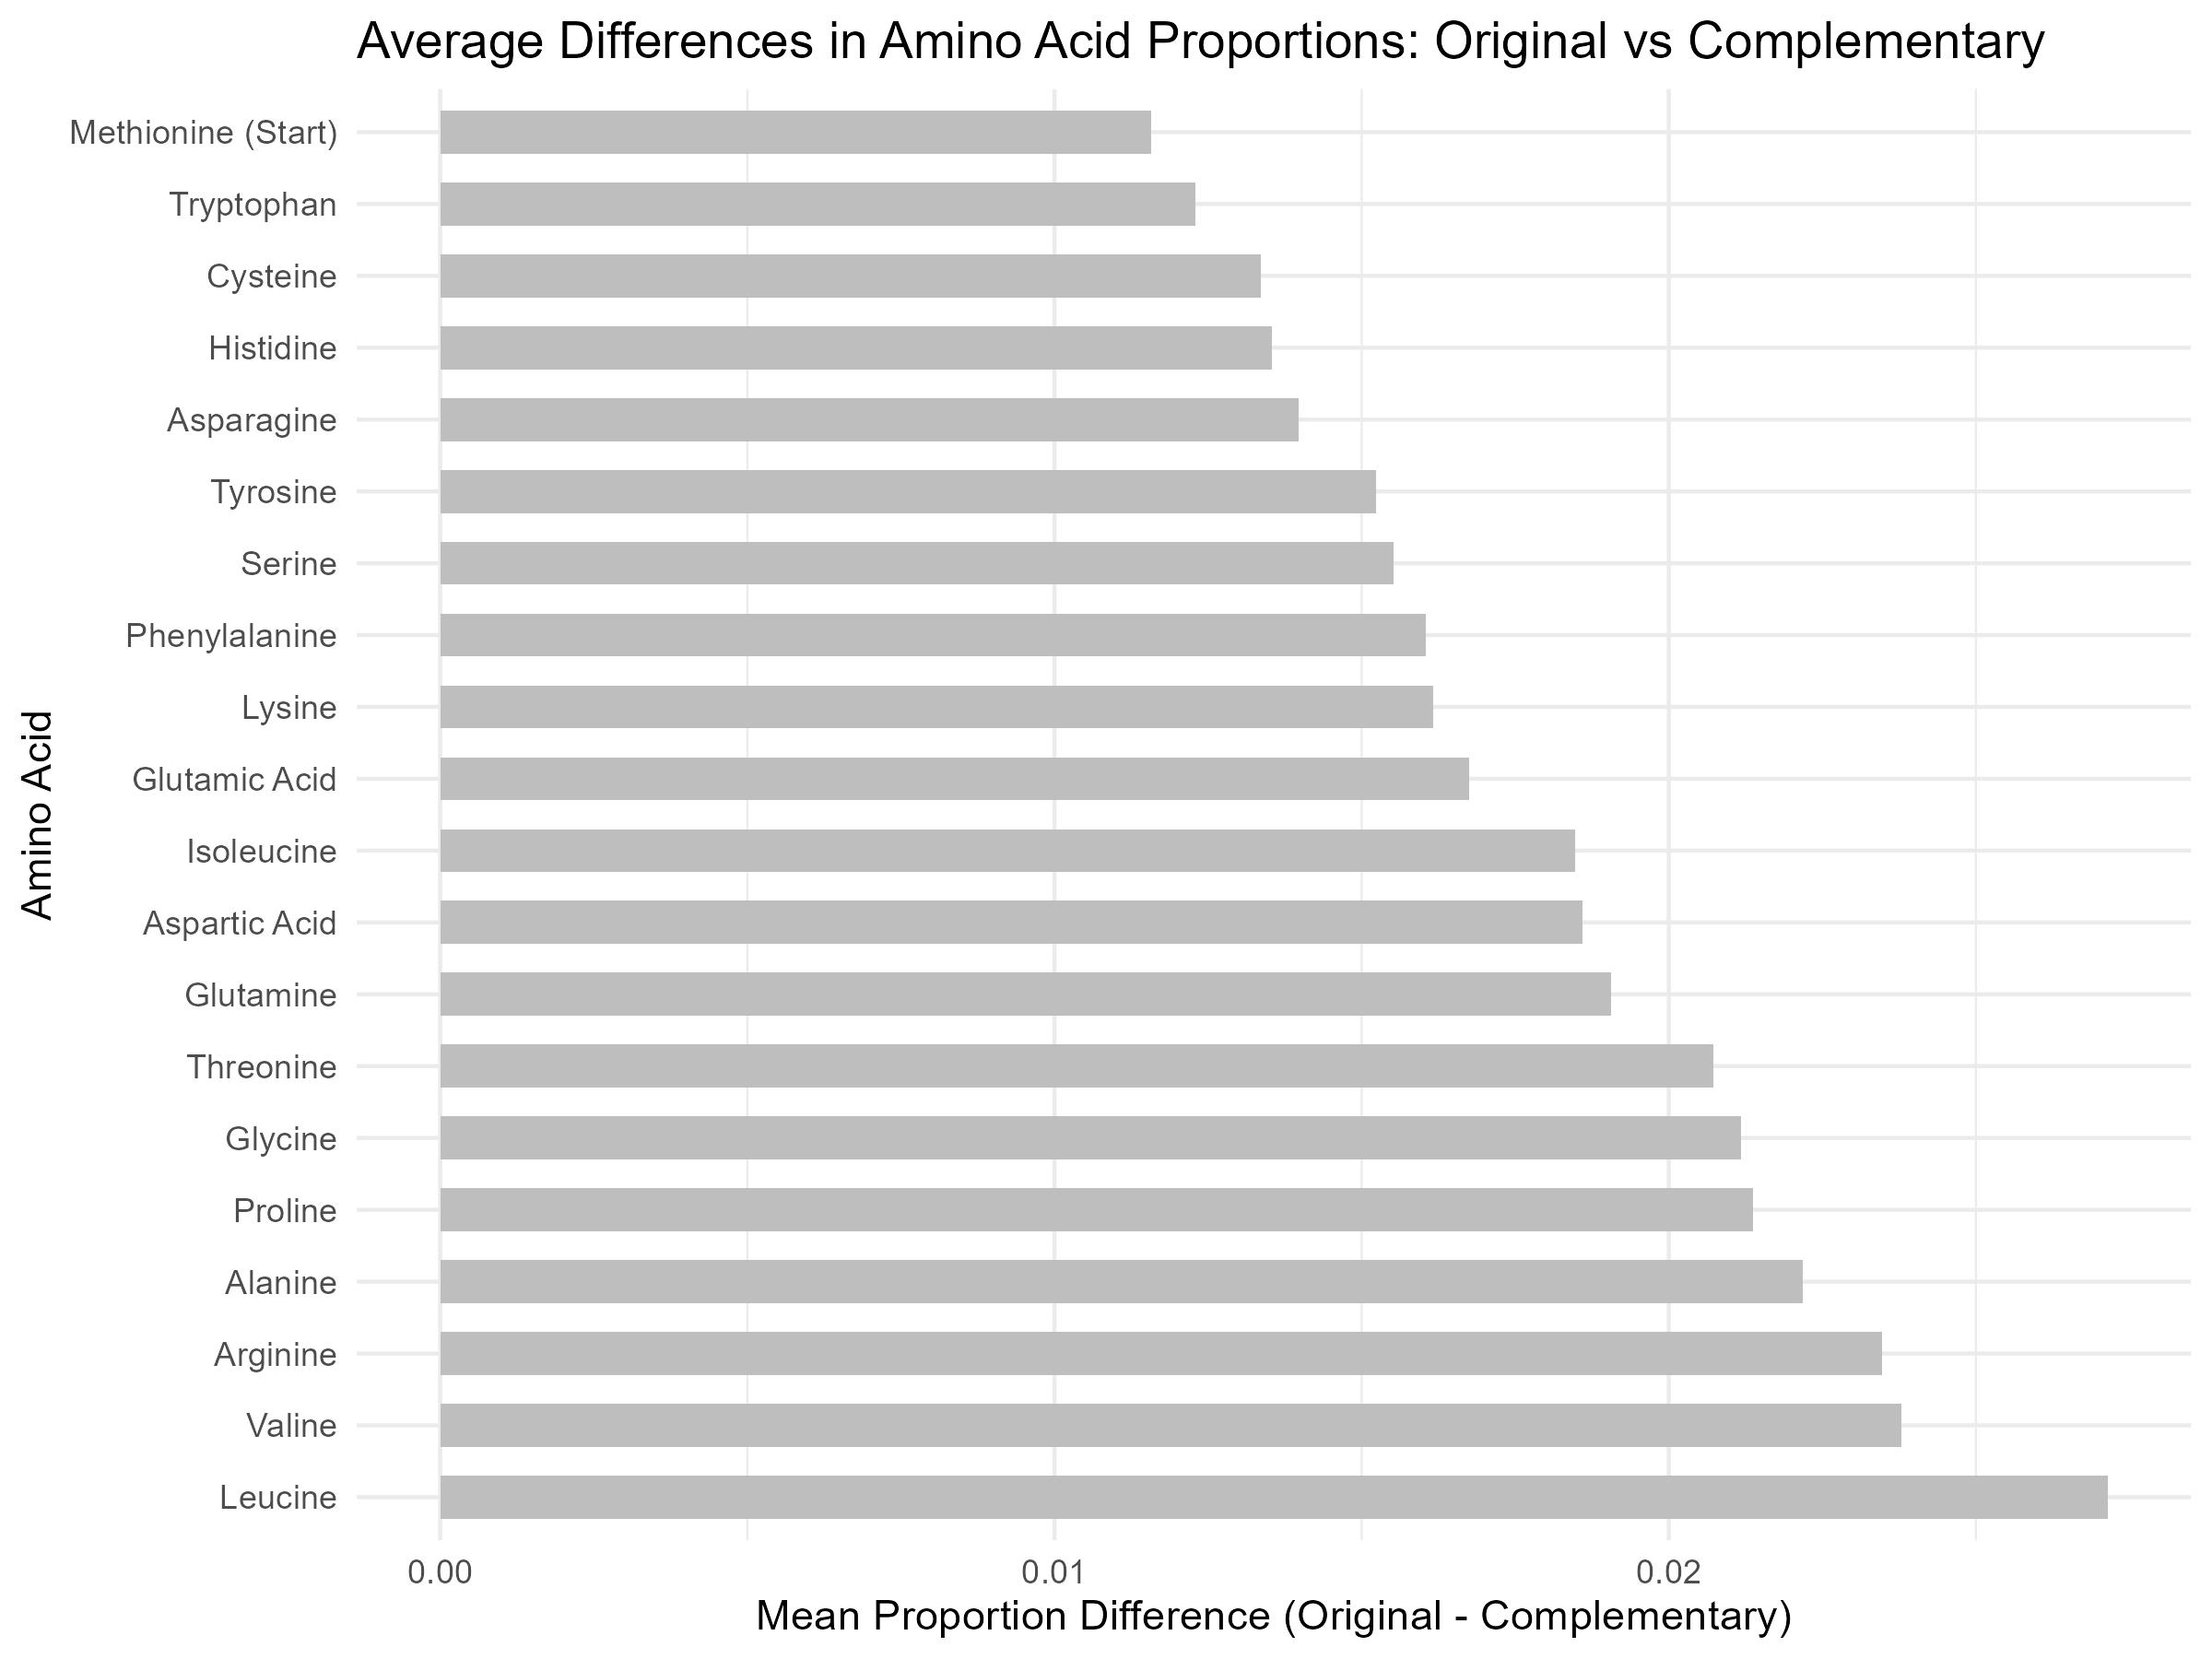 Average Differences in Amino Acid Proportions: Original vs Complementary
Methionine (Start)
Tryptophan
Cysteine
Histidine
Asparagine
Tyrosine
Serine
Phenylalanine
Lysine
Glutamic Acid
Isoleucine
Aspartic Acid
Glutamine
Threonine
Glycine
Proline
Alanine
Arginine
Valine
Leucine
Amino Acid
0.00 0.01 0.02
Mean Proportion Difference (Original - Complementary)